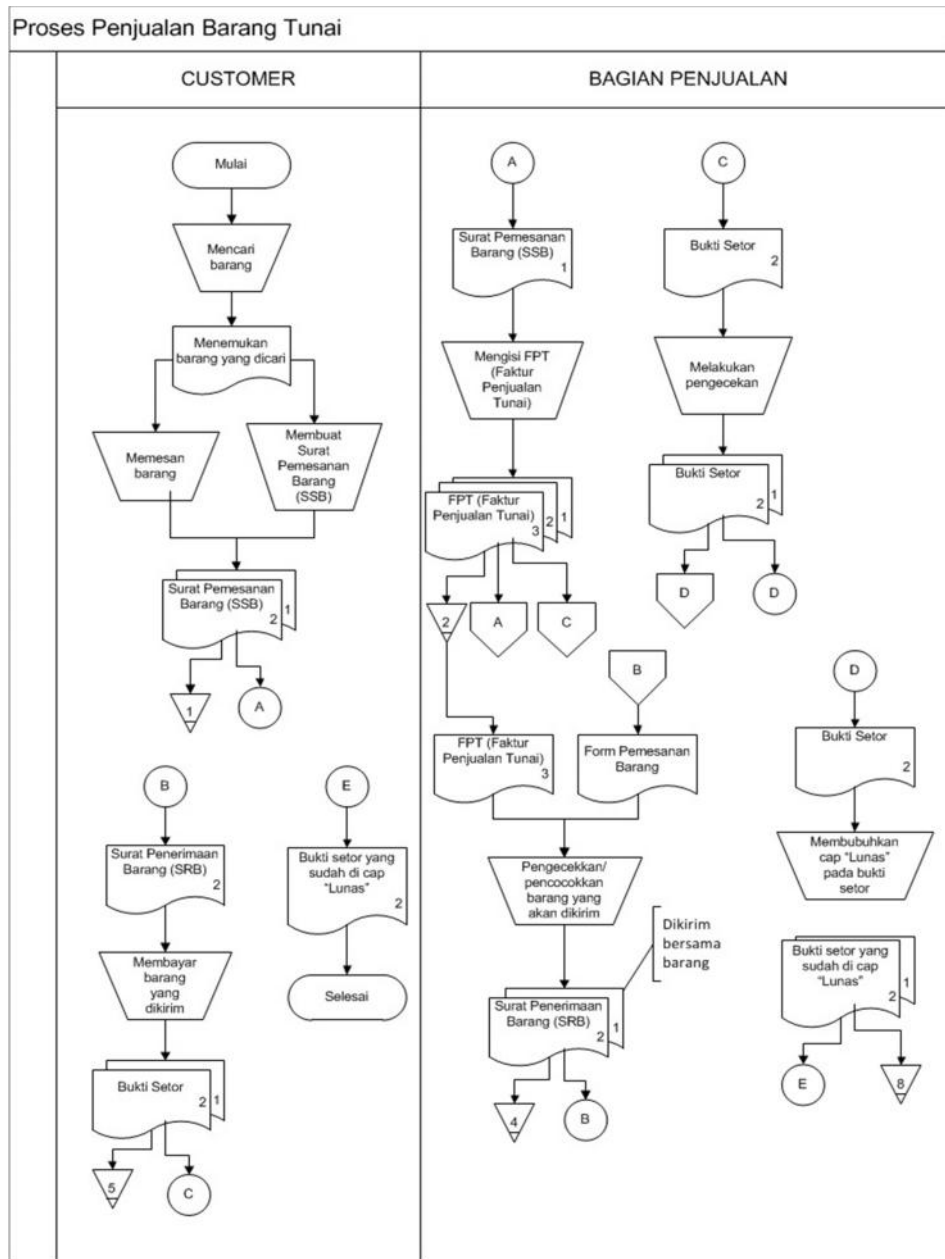 Proses Penjualan Barang Tunai
CUSTOMER
Mulai
Mencari
barang
Menemukan
barang yang dicari
Memesan
barang
Membuat
Surat
Pemesanan
Barang
(SSB)
Surat Pemesanan
Barang (SSB)
2
1
1
A
B
Surat Penerimaan
Barang (SRB)
2
Membayar
barang
yang
dikirim
Bukti Setor
2
1
5
C
E
Bukti setor yang
sudah di cap
"Lunas"
2
Selesai
BAGIAN PENJUALAN
A
Surat Pemesanan
Barang (SSB)
1
Mengisi FPT
(Faktur
Penjualan
Tunai)
FPT (Faktur
Penjualan Tunai)
3
2
1
2
A
C
B
FPT (Faktur
Penjualan Tunai)
3
Form Pemesanan
Barang
Pengecekkan/
pencocokkan
barang yang
akan dikirim
Dikirim
bersama
barang
Surat Penerimaan
Barang (SRB)
2
1
4
B
C
Bukti Setor
2
Melakukan
pengecekan
Bukti Setor
2
1
D
D
D
Bukti Setor
2
Membubuhkan
cap "Lunas"
pada bukti
setor
Bukti setor yang
sudah di cap
"Lunas"
2
1
E
8